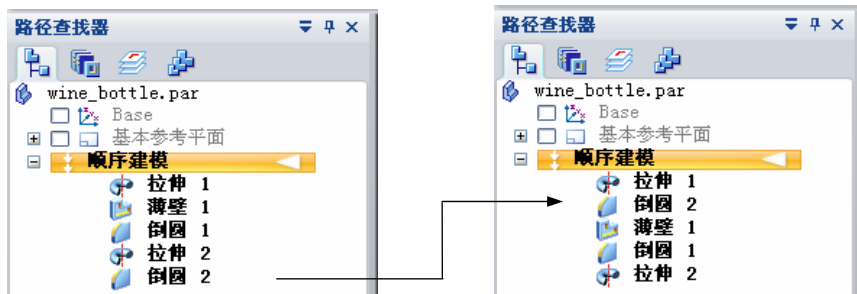 路径查找器
wine_bottle.par
Base
基本参考平面
顺序建模
拉伸 1
薄壁 1
倒圆 1
拉伸 2
倒圆 2
路径查找器
wine_bottle.par
Base
基本参考平面
顺序建模
拉伸 1
倒圆 2
薄壁 1
倒圆 1
拉伸 2